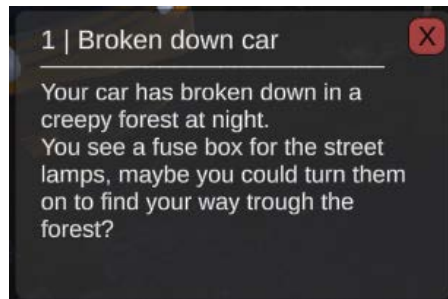 1 | Broken down car
X
Your car has broken down in a
creepy forest at night.
You see a fuse box for the street
lamps, maybe you could turn them
on to find your way trough the
forest?